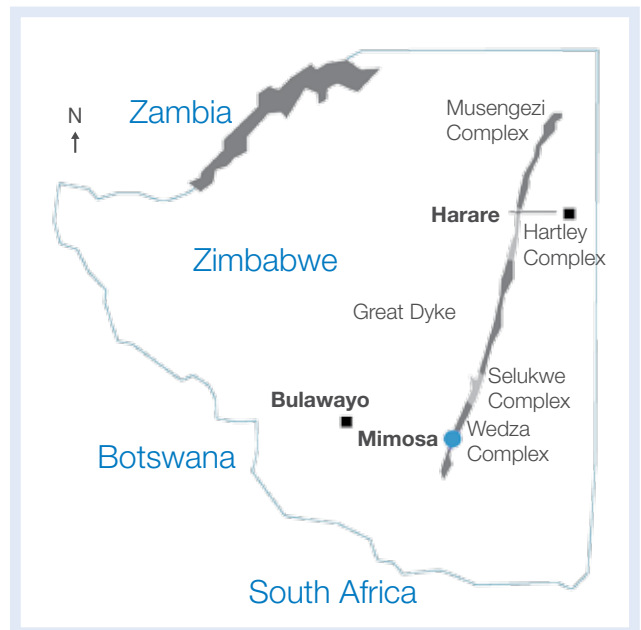 Musengezi
Complex
Zambia
N
Harare
Hartley
Complex
Zimbabwe
Great Dyke
Selukwe
Complex
Bulawayo
Mimosa
Wedza
Complex
Botswana
South Africa